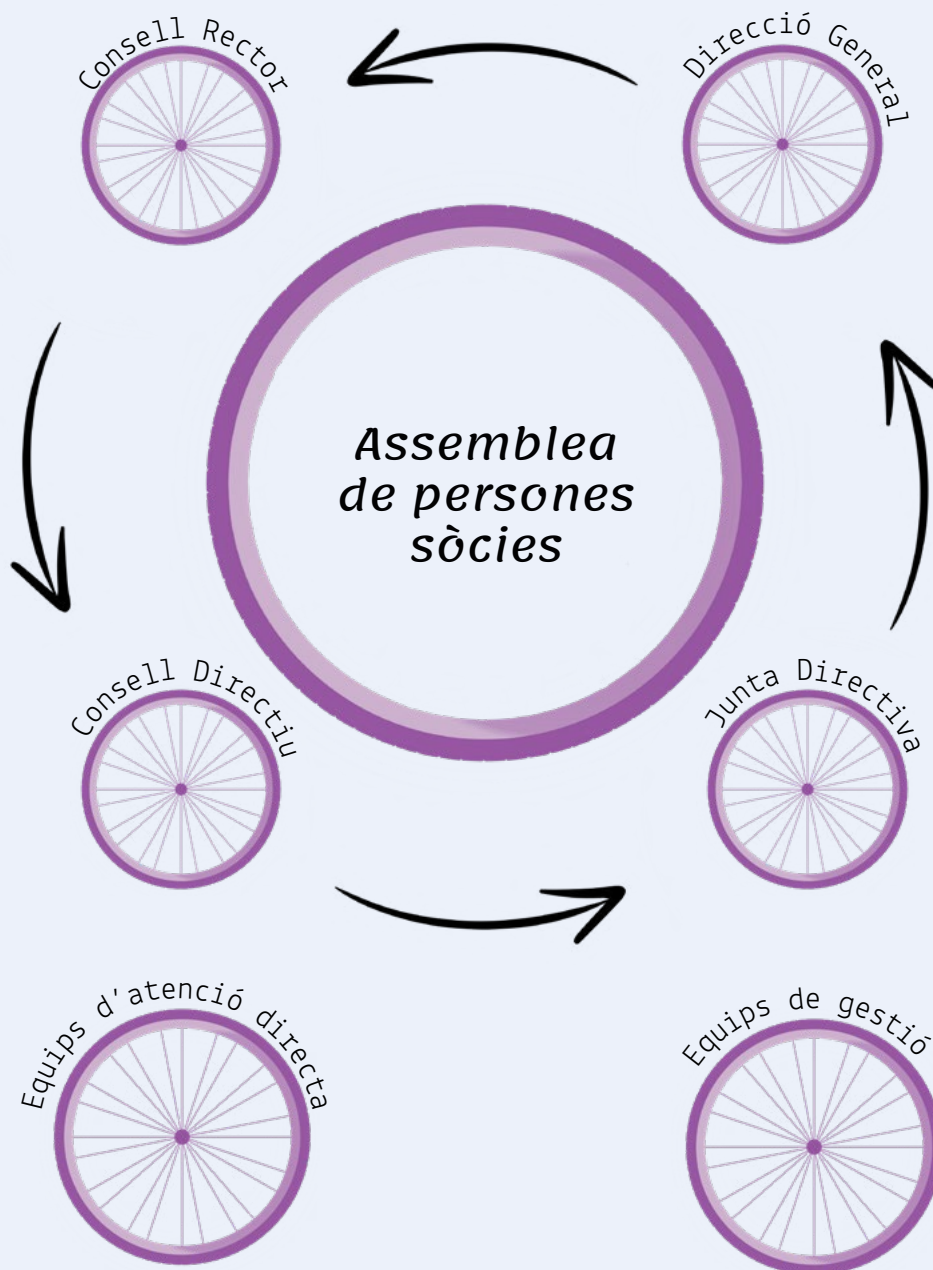 Consell Rector
Direcció General
Assemblea
de persones
sòcies
Consell Directiu
Junta Directiva
Equips d'atenció directa
Equips de gestió